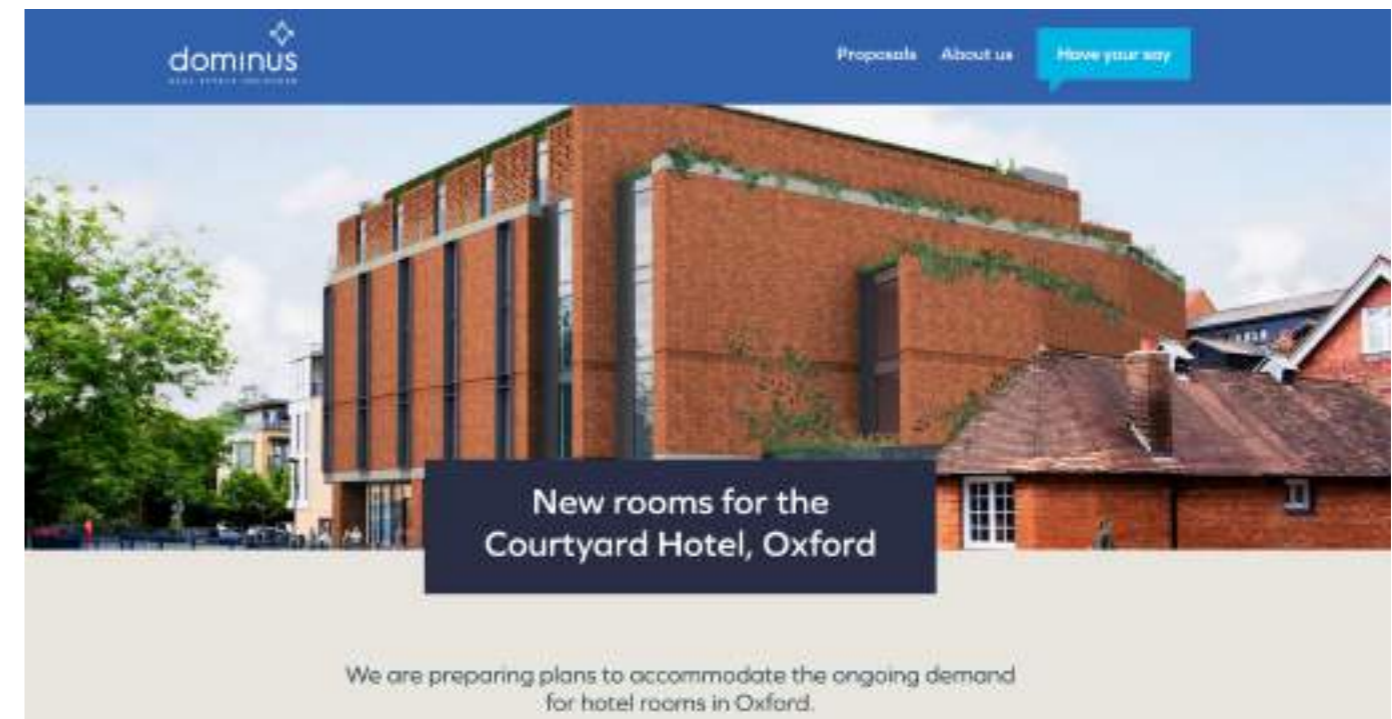 dominus
Proposals About us Have your say
New rooms for the
Courtyard Hotel, Oxford
We are preparing plans to accommodate the ongoing demand
for hotel rooms in Oxford.